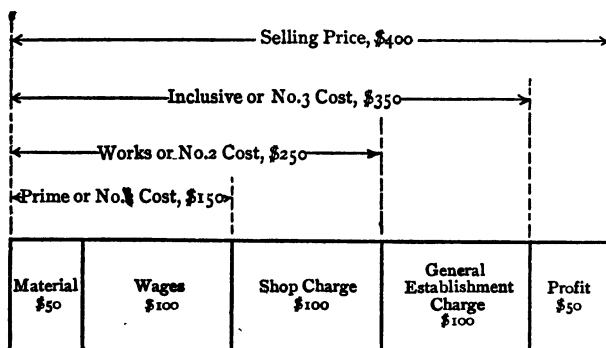 Selling Price, $400
Inclusive or No.3 Cost, $350
Works or No.2 Cost, $250
Prime or No. Cost, $150
Material
$50
Wages
$100
Shop Charge
$100
General
Establishment
Charge
$100
Profit
$50